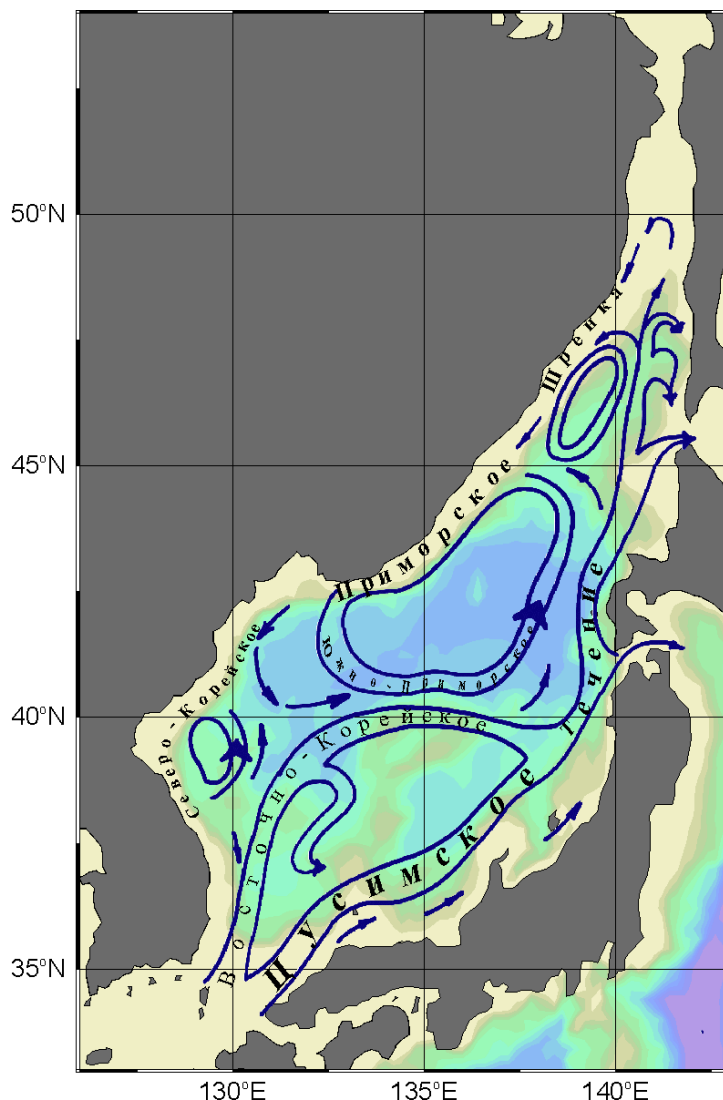 50°N
45°N
40°N
35°N
130°E
135°E
140°E
Шренка
Приморское
Южно-Приморское
Северо-Корейское
Восточно-Корейское
Цусимское Течение